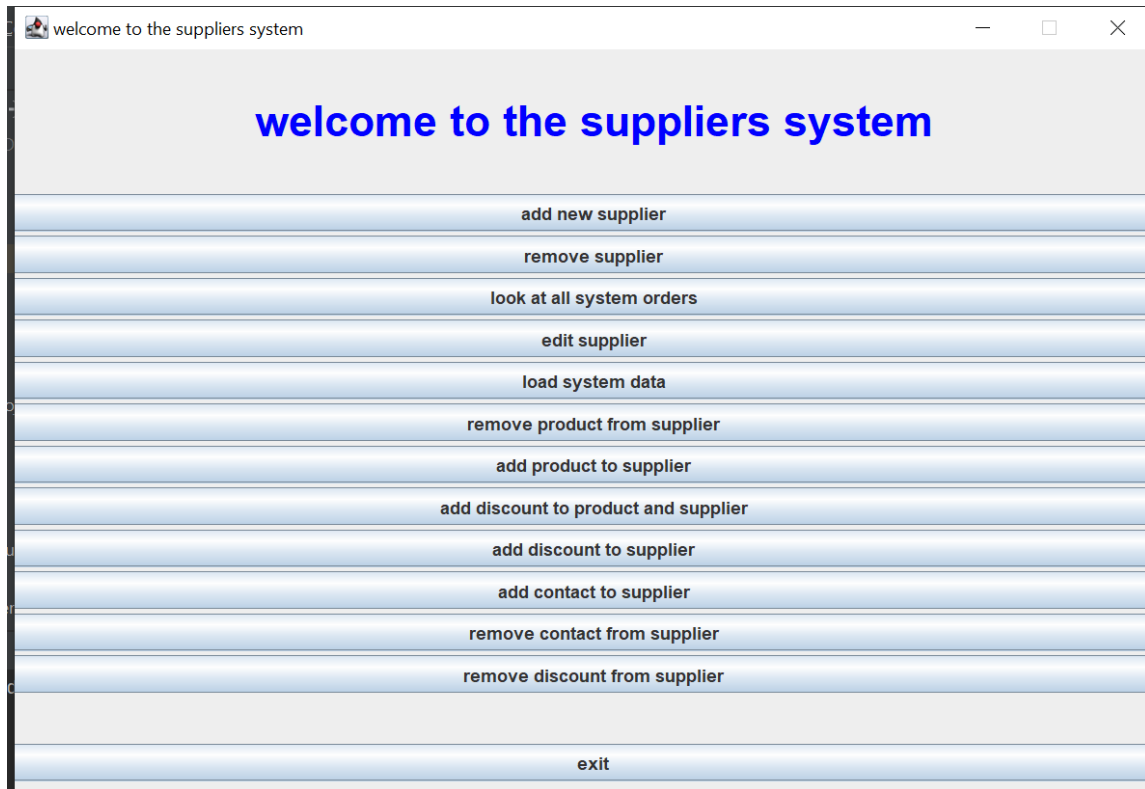 welcome to the suppliers system
welcome to the suppliers system
add new supplier
remove supplier
look at all system orders
edit supplier
load system data
remove product from supplier
add product to supplier
add discount to product and supplier
add discount to supplier
add contact to supplier
remove contact from supplier
remove discount from supplier
exit